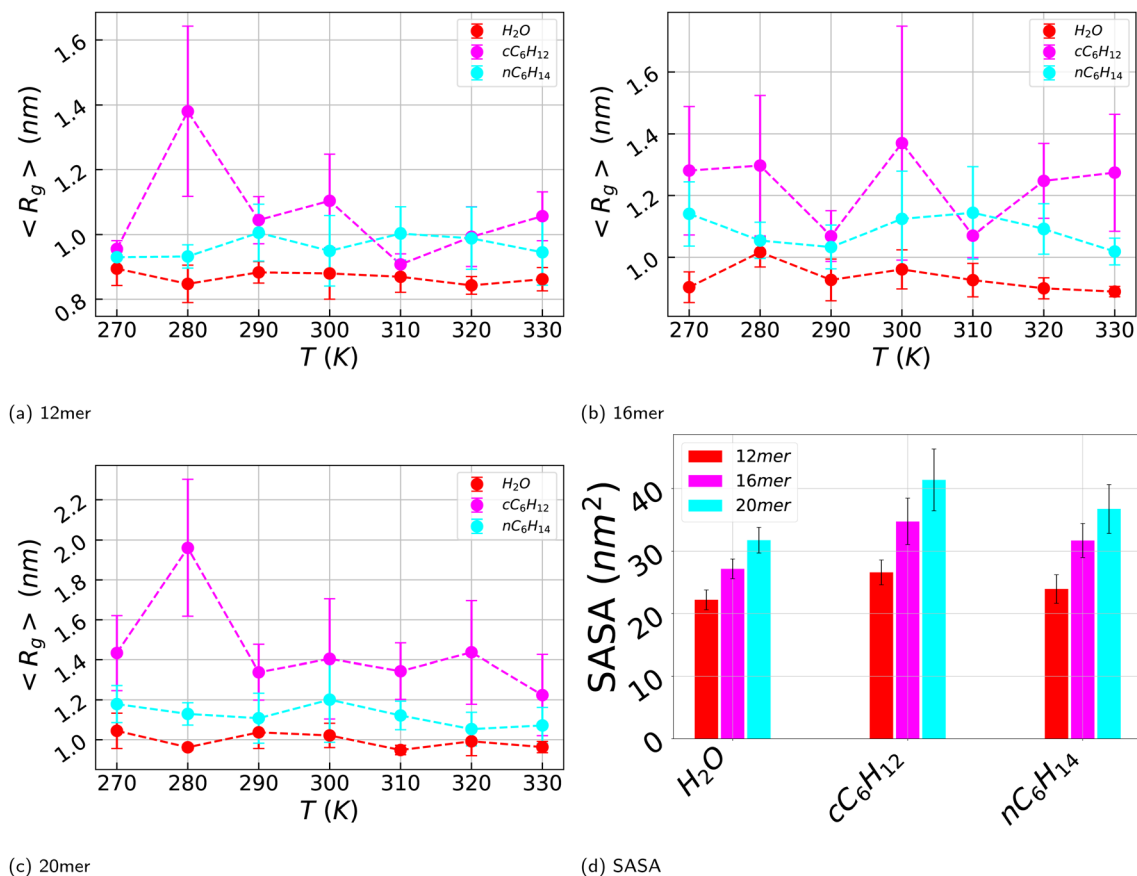 < R_g > (nm)
1.6
1.4
1.2
1.0
0.8
H₂O
cC₆H₁₂
nC₆H₁₄
270 280 290 300 310 320 330
T (K)
(a) 12mer
< R_g > (nm)
1.6
1.4
1.2
1.0
H₂O
cC₆H₁₂
nC₆H₁₄
270 280 290 300 310 320 330
T (K)
(b) 16mer
< R_g > (nm)
2.2
2.0
1.8
1.6
1.4
1.2
1.0
H₂O
cC₆H₁₂
nC₆H₁₄
270 280 290 300 310 320 330
T (K)
(c) 20mer
SASA (nm²)
40
30
20
10
0
12mer
16mer
20mer
H₂O cC₆H₁₂ nC₆H₁₄
(d) SASA